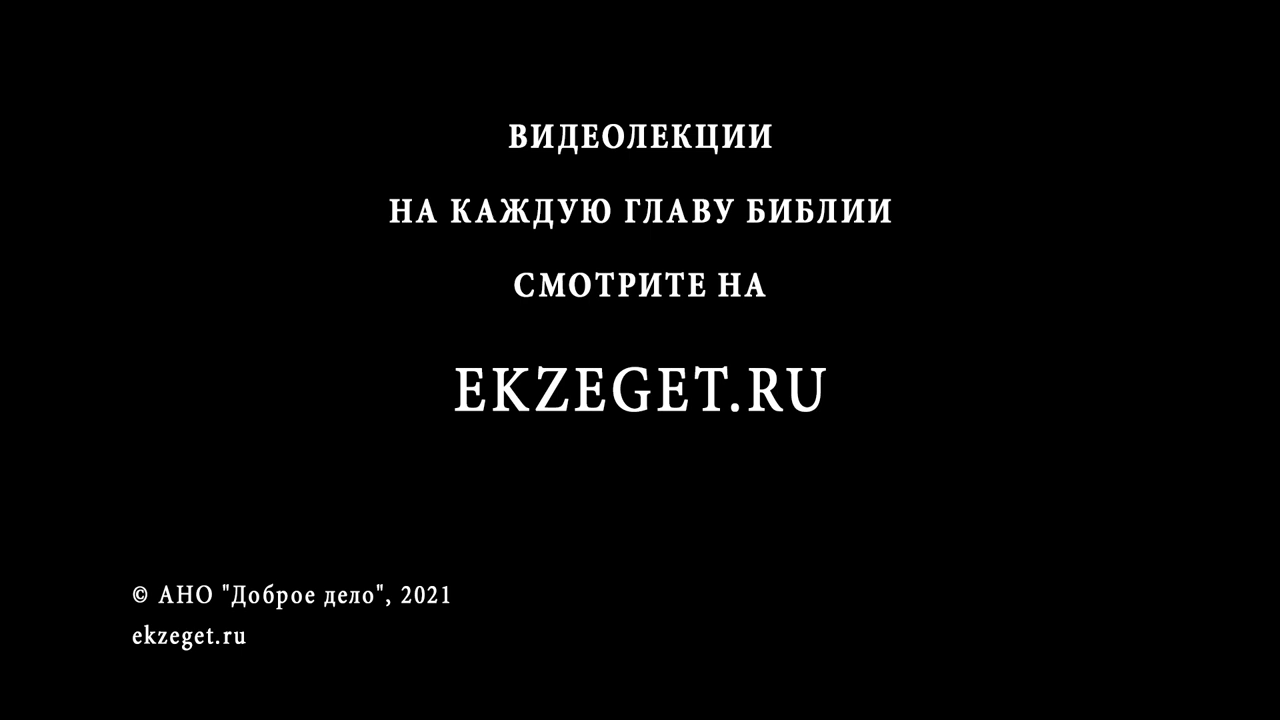 ВИДЕОЛЕКЦИИ
НА КАЖДУЮ ГЛАВУ БИБЛИИ
СМОТРИТЕ НА
EKZEGET.RU
© АНО "Доброе дело", 2021
ekzeget.ru